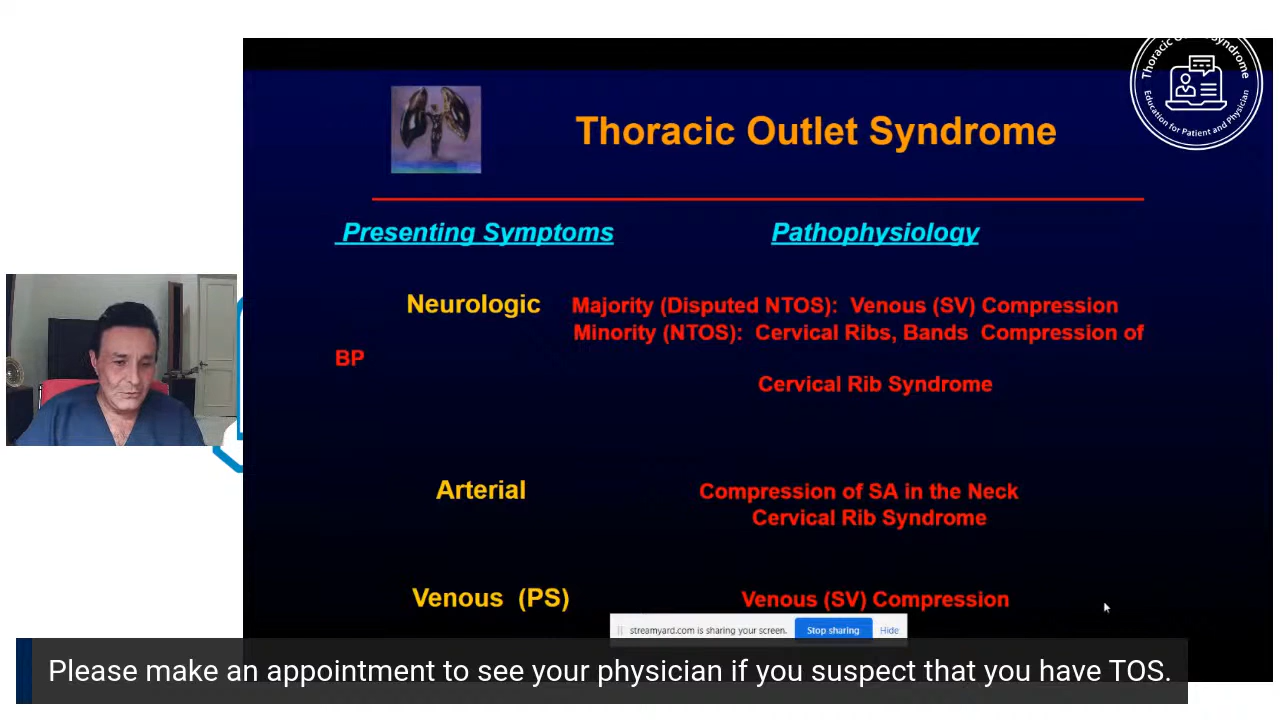 Thoracic Outlet Syndrome
Education for Patient and Physician
Thoracic Outlet Syndrome
Presenting Symptoms Pathophysiology
Neurologic Majority (Disputed NTOS): Venous (SV) Compression
Minority (NTOS): Cervical Ribs, Bands Compression of
BP
Cervical Rib Syndrome
Arterial Compression of SA in the Neck
Cervical Rib Syndrome
Venous (PS) Venous (SV) Compression
streamyard.com is sharing your screen. Stop sharing Hide
Please make an appointment to see your physician if you suspect that you have TOS.